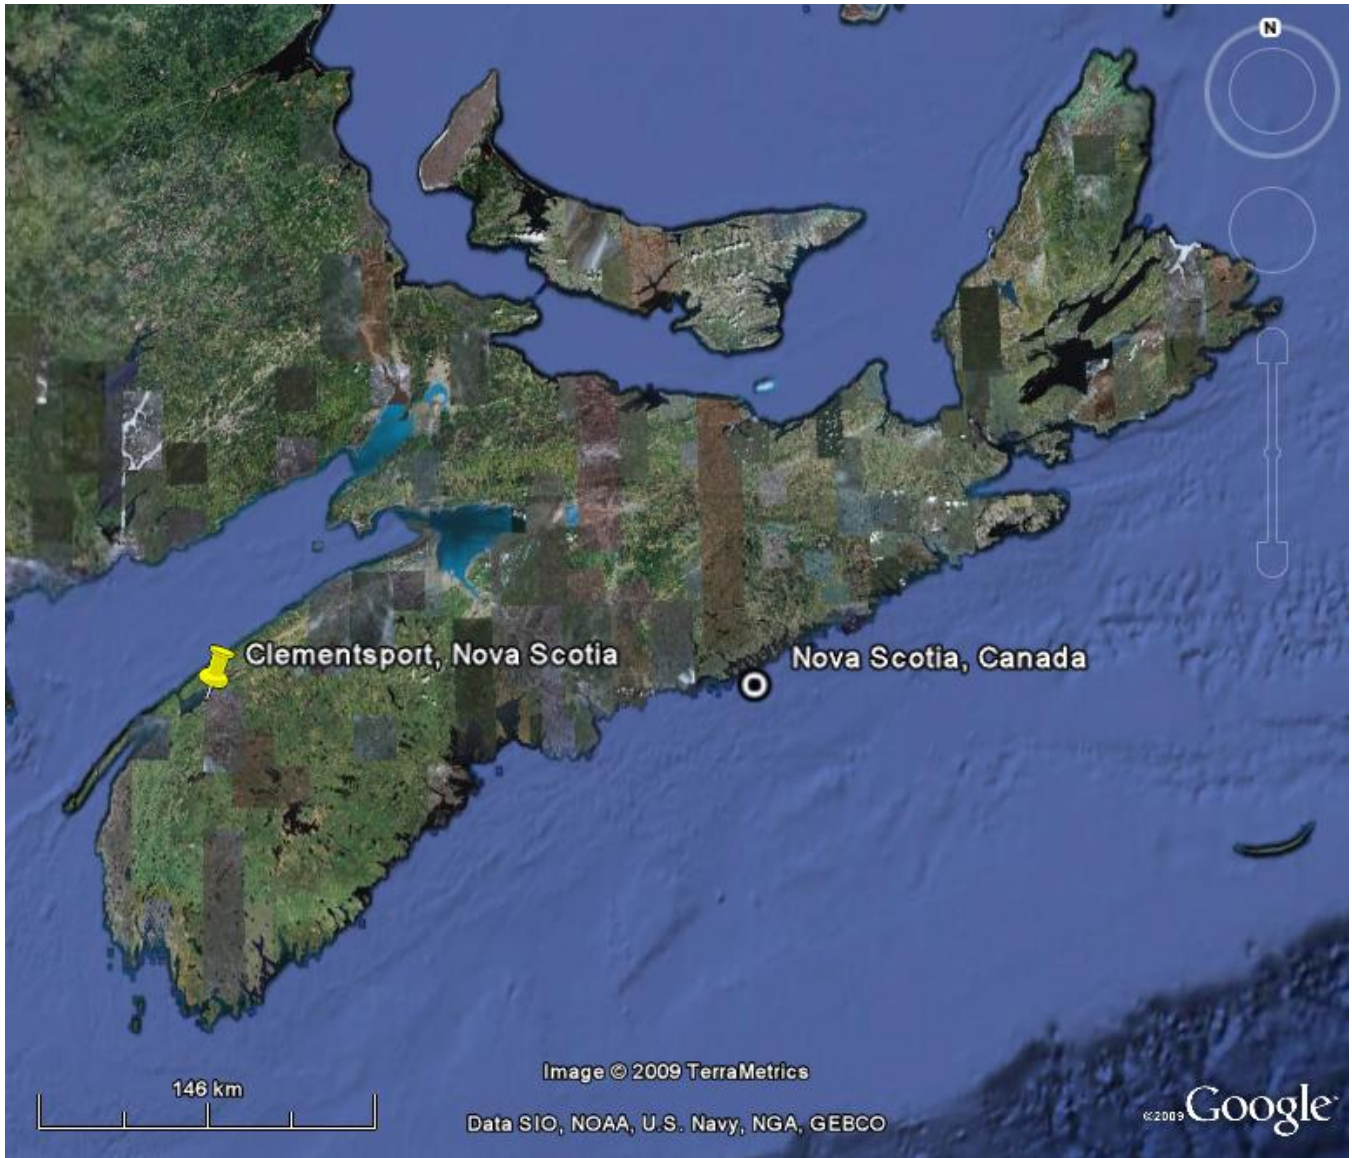 N
Clementsport, Nova Scotia
Nova Scotia, Canada
146 km
Image © 2009 TerraMetrics
Data SIO, NOAA, U.S. Navy, NGA, GEBCO
©2009 Google